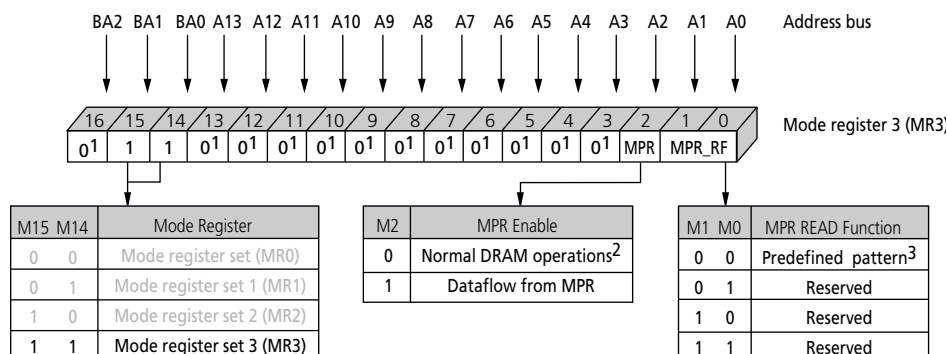 BA2 BA1 BA0 A13 A12 A11 A10 A9 A8 A7 A6 A5 A4 A3 A2 A1 A0 Address bus
16 15 14 13 12 11 10 9 8 7 6 5 4 3 2 1 0
Mode register 3 (MR3)
0¹ 1 1 0¹ 0¹ 0¹ 0¹ 0¹ 0¹ 0¹ 0¹ 0¹ 0¹ 0¹ MPR MPR_RF
M15 M14 Mode Register
0 0 Mode register set (MR0)
0 1 Mode register set 1 (MR1)
1 0 Mode register set 2 (MR2)
1 1 Mode register set 3 (MR3)
M2 MPR Enable
0 Normal DRAM operations²
1 Dataflow from MPR
M1 M0 MPR READ Function
0 0 Predefined pattern³
0 1 Reserved
1 0 Reserved
1 1 Reserved